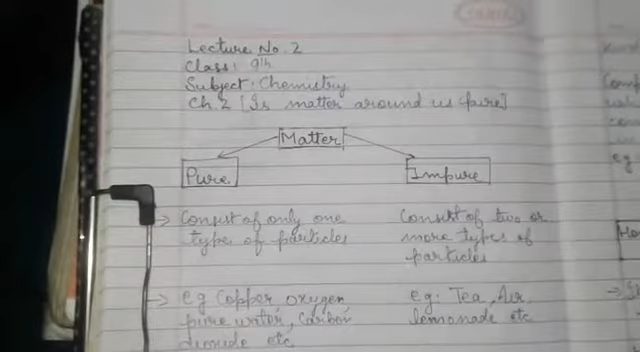 Lecture No. 2
Class: 9th
Subject: Chemistry
Ch. 2 [Is matter around us pure]
Matter
Pure
Impure
Consist of only one
types of particles
Consist of two or
more types of
particles
eg Copper oxygen
pure water, Carbon
dioxide etc.
eg: Tea, Air,
lemonade etc
eg